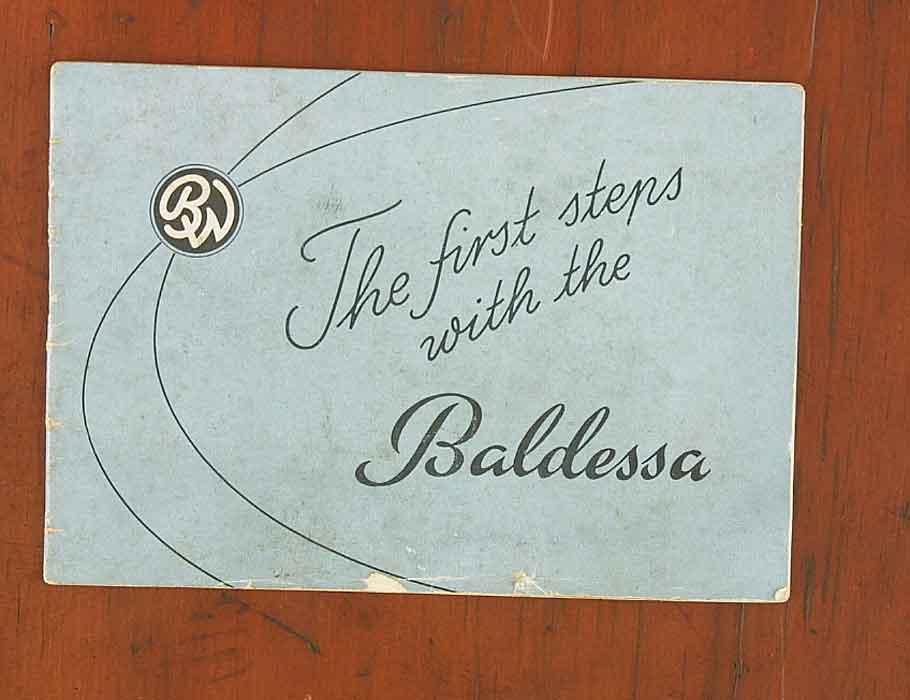 BW
The first steps
with the
Baldessa